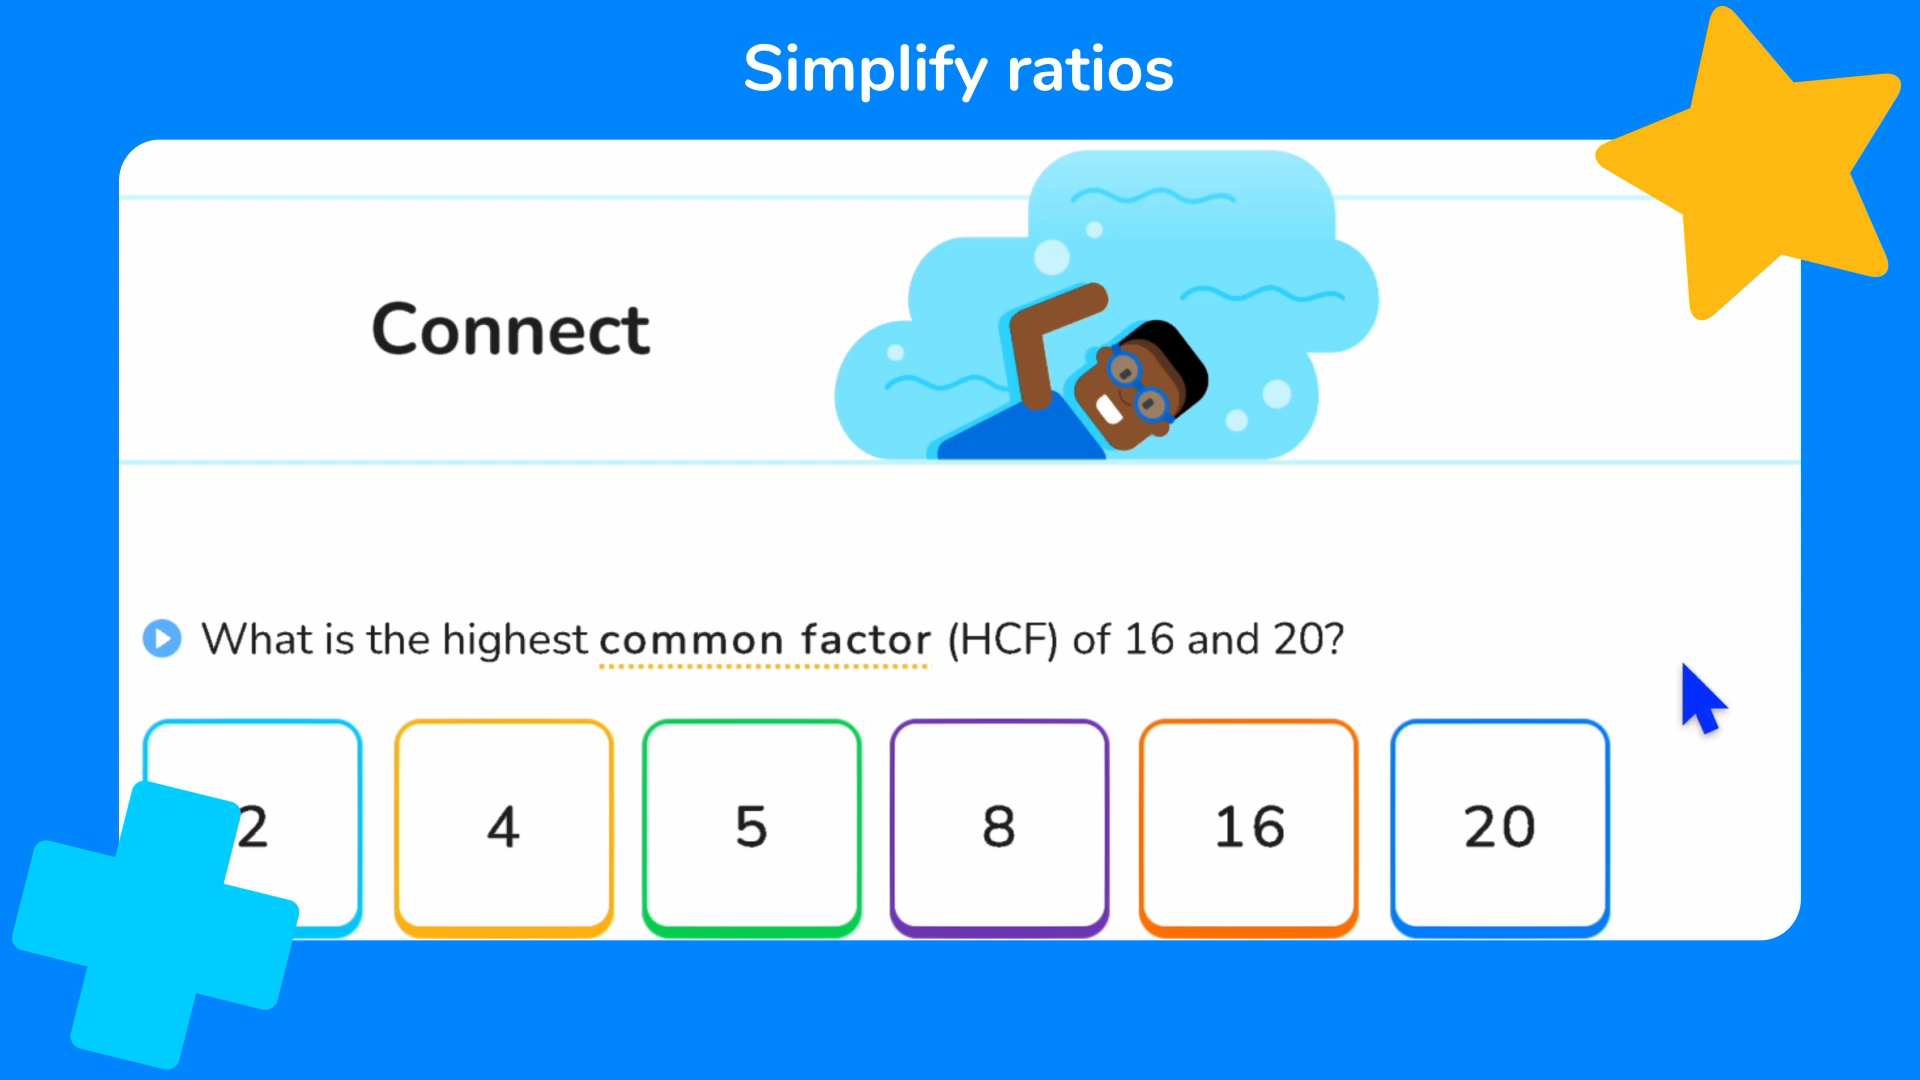 Simplify ratios
Connect
What is the highest common factor (HCF) of 16 and 20?
2 4 5 8 16 20